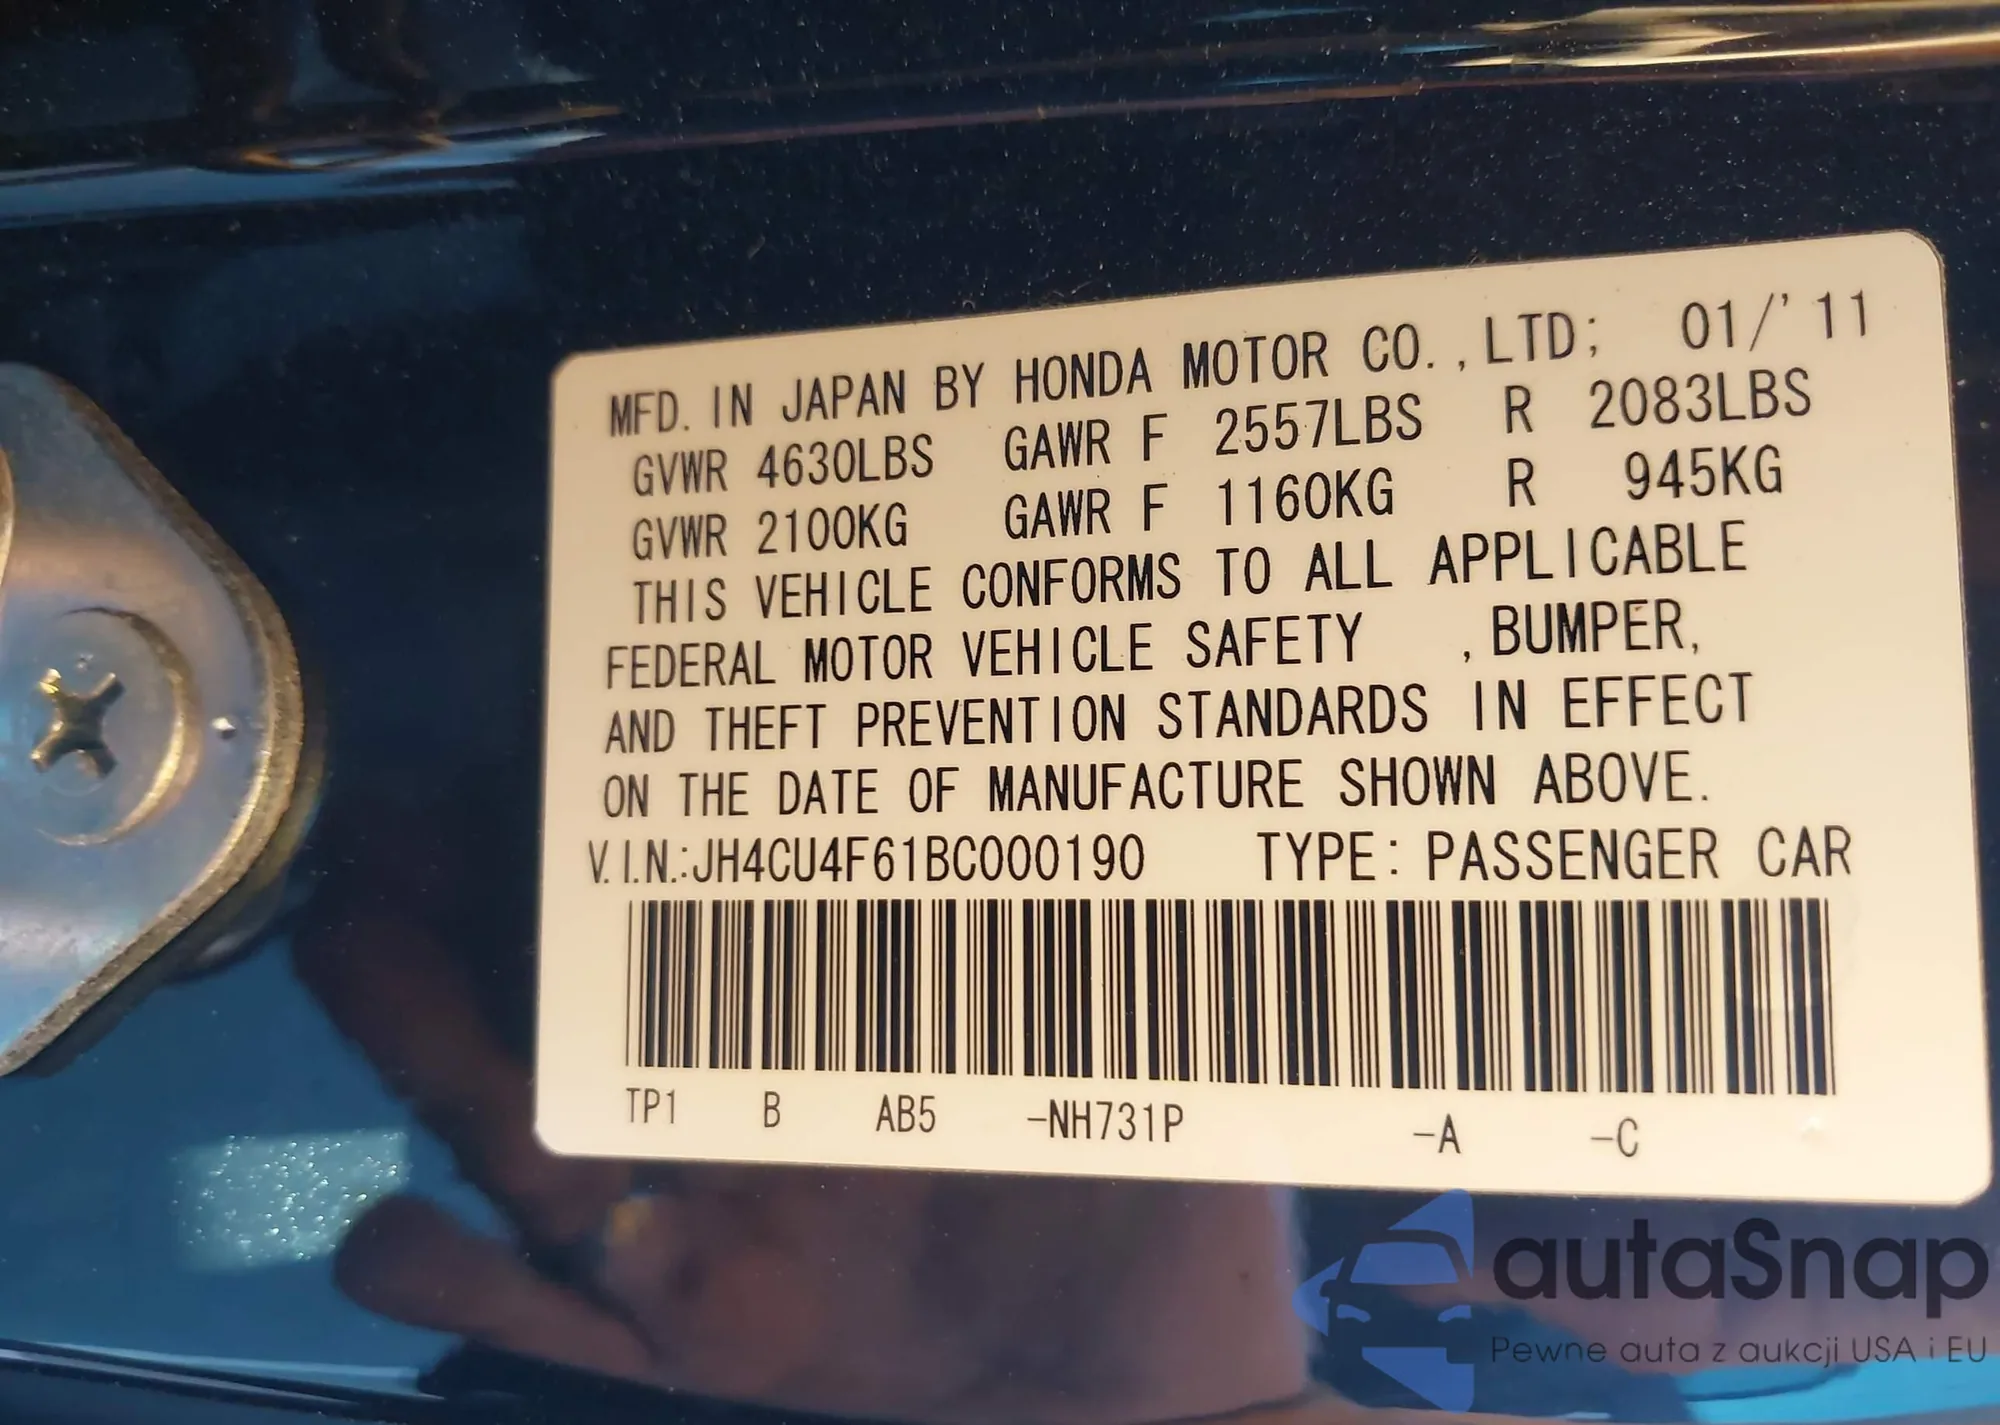 MFD. IN JAPAN BY HONDA MOTOR CO.,LTD; 01/'11
GVWR 4630LBS GAWR F 2557LBS R 2083LBS
GVWR 2100KG GAWR F 1160KG R 945KG
THIS VEHICLE CONFORMS TO ALL APPLICABLE
FEDERAL MOTOR VEHICLE SAFETY ,BUMPER,
AND THEFT PREVENTION STANDARDS IN EFFECT
ON THE DATE OF MANUFACTURE SHOWN ABOVE.
V.I.N.:JH4CU4F61BC000190 TYPE: PASSENGER CAR
TP1 B AB5 -NH731P -A -C
autaSnap
Pewne auta z aukcji USA i EU